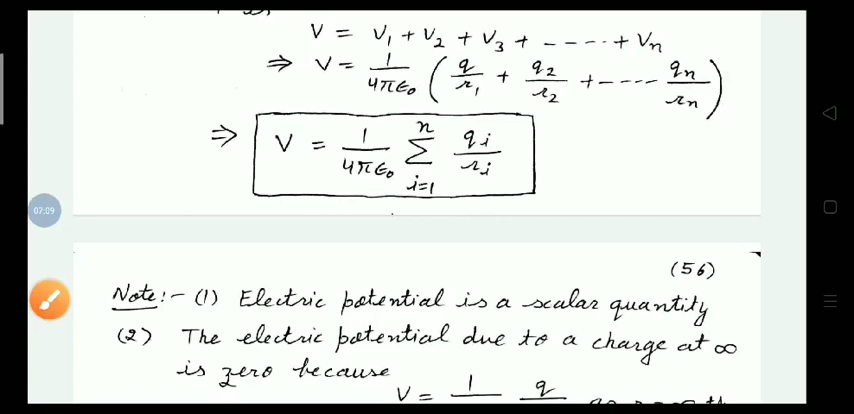 V = V₁ + V₂ + V₃ + ----- + Vn
⇒ V = 1/4πϵ₀ (q/r₁ + q₂/r₂ + ---- qn/rn)
⇒ V = 1/4πϵ₀ Σ_{i=1}^{n} qi/ri
07:09
(56)
Note:- (1) Electric potential is a scalar quantity
(2) The electric potential due to a charge at ∞
is zero because
V = 1 q